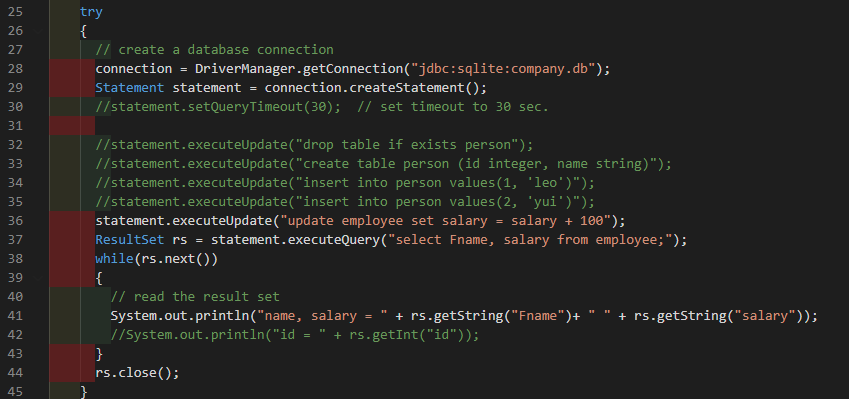 25 try
26 {
27 // create a database connection
28 connection = DriverManager.getConnection("jdbc:sqlite:company.db");
29 Statement statement = connection.createStatement();
30 //statement.setQueryTimeout(30);  // set timeout to 30 sec.
31
32 //statement.executeUpdate("drop table if exists person");
33 //statement.executeUpdate("create table person (id integer, name string)");
34 //statement.executeUpdate("insert into person values(1, 'leo')");
35 //statement.executeUpdate("insert into person values(2, 'yui')");
36 statement.executeUpdate("update employee set salary = salary + 100");
37 ResultSet rs = statement.executeQuery("select Fname, salary from employee;");
38 while(rs.next())
39 {
40 // read the result set
41 System.out.println("name, salary = " + rs.getString("Fname")+ " " + rs.getString("salary"));
42 //System.out.println("id = " + rs.getInt("id"));
43 }
44 rs.close();
45 }